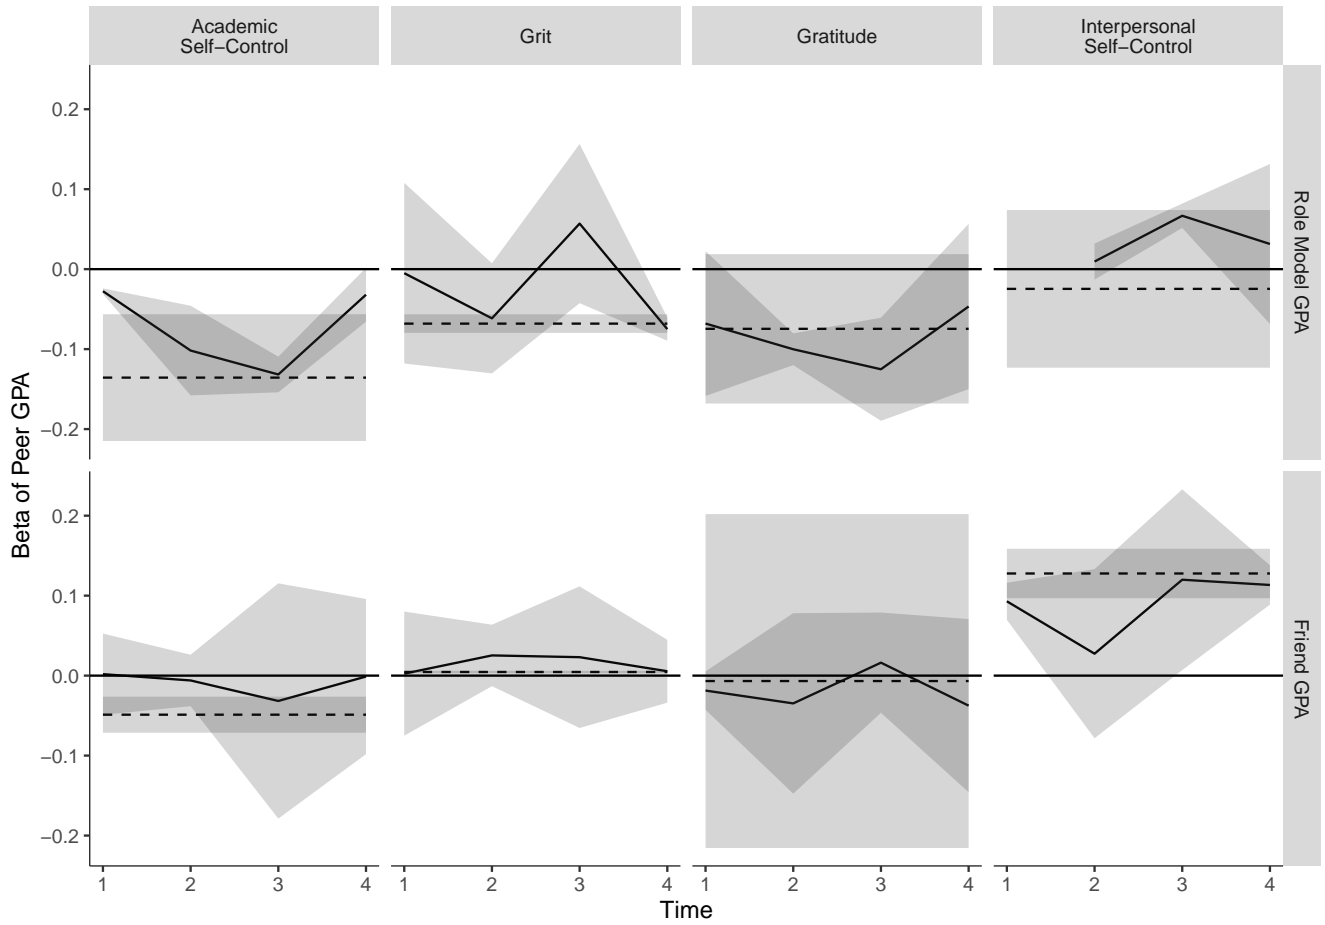 Academic
Self−Control
Grit
Gratitude
Interpersonal
Self−Control
0.2
0.1
0.0
−0.1
−0.2
Role Model GPA
Beta of Peer GPA
0.2
0.1
0.0
−0.1
−0.2
Friend GPA
1 2 3 4
1 2 3 4
1 2 3 4
1 2 3 4
Time